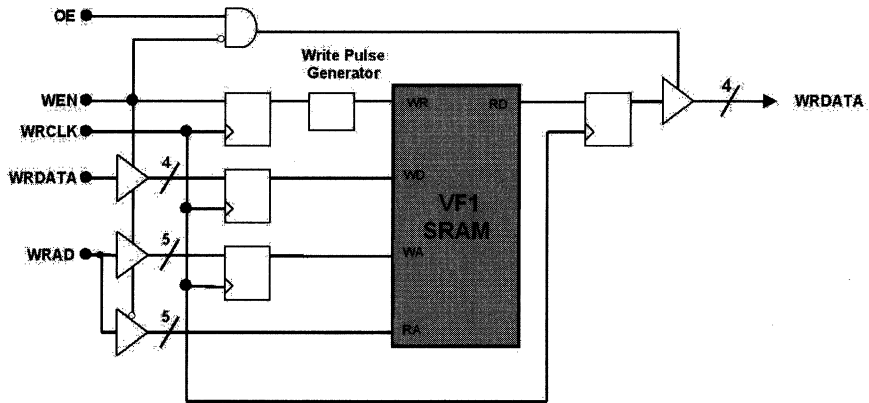 OE
Write Pulse
Generator
4
WEN
WR
RD
WRDATA
WRCLK
4
WRDATA
WD
VF1
SRAM
5
WRAD
WA
5
RA